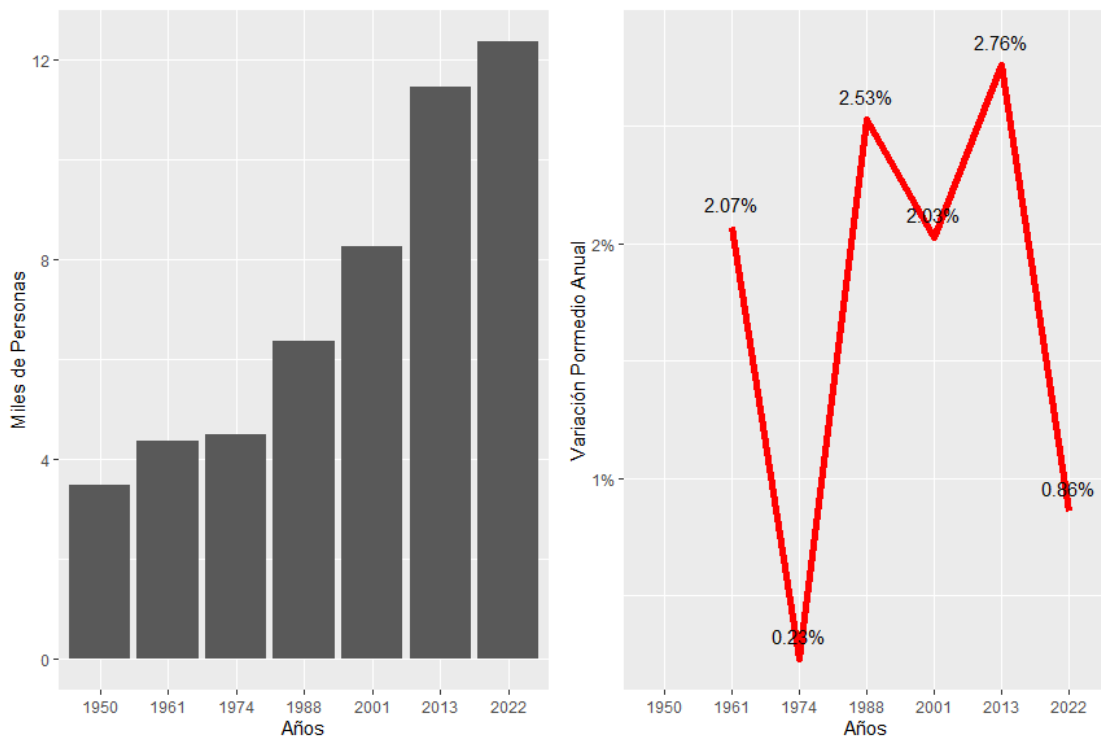 Miles de Personas
12
8
4
0
1950 1961 1974 1988 2001 2013 2022
Años
Variación Pormedio Anual
2%
1%
2.07%
0.23%
2.53%
2.03%
2.76%
0.86%
1950 1961 1974 1988 2001 2013 2022
Años